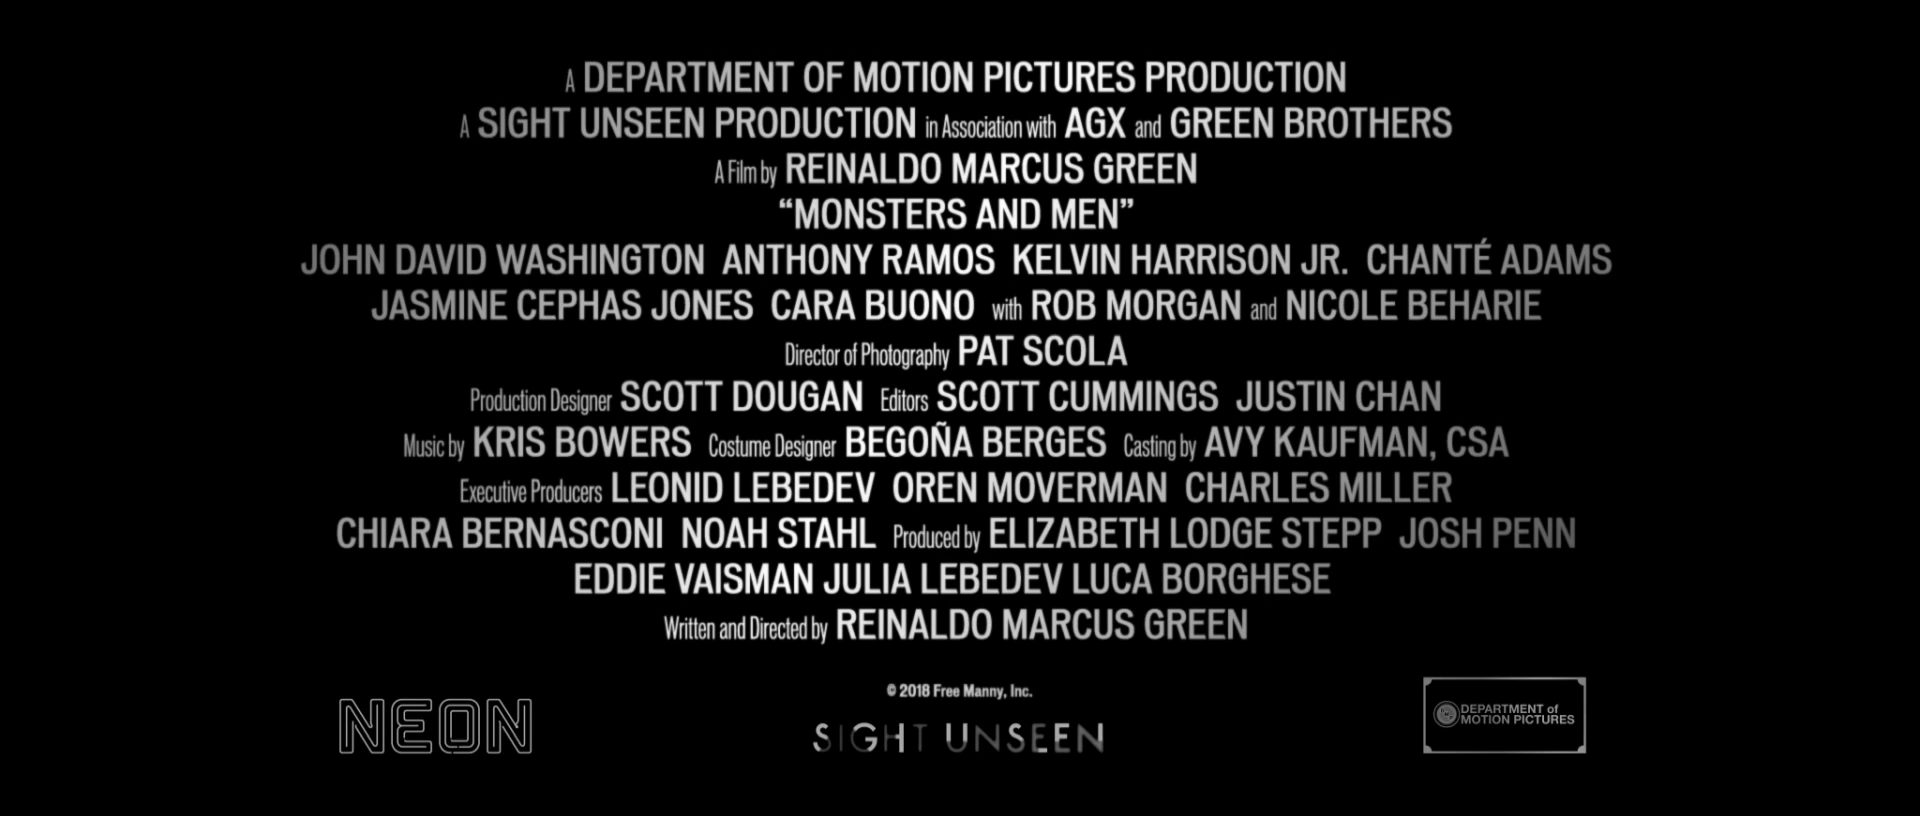 A DEPARTMENT OF MOTION PICTURES PRODUCTION
A SIGHT UNSEEN PRODUCTION in Association with AGX and GREEN BROTHERS
A Film by REINALDO MARCUS GREEN
“MONSTERS AND MEN”
JOHN DAVID WASHINGTON ANTHONY RAMOS KELVIN HARRISON JR. CHANTÉ ADAMS
JASMINE CEPHAS JONES CARA BUONO with ROB MORGAN and NICOLE BEHARIE
Director of Photography PAT SCOLA
Production Designer SCOTT DOUGAN Editors SCOTT CUMMINGS JUSTIN CHAN
Music by KRIS BOWERS Costume Designer BEGOÑA BERGES Casting by AVY KAUFMAN, CSA
Executive Producers LEONID LEBEDEV OREN MOVERMAN CHARLES MILLER
CHIARA BERNASCONI NOAH STAHL Produced by ELIZABETH LODGE STEPP JOSH PENN
EDDIE VAISMAN JULIA LEBEDEV LUCA BORGHESE
Written and Directed by REINALDO MARCUS GREEN
© 2018 Free Manny, Inc.
NEON
SIGHT UNSEEN
DEPARTMENT of
MOTION PICTURES